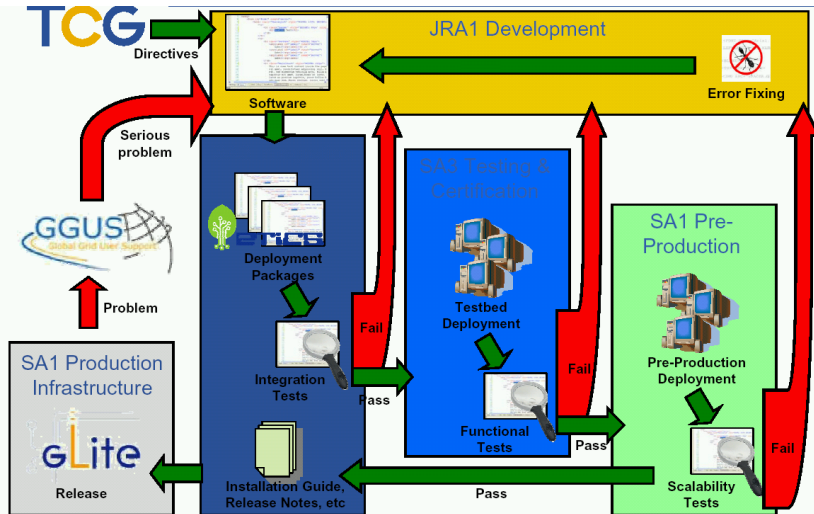 TCG
Directives
JRA1 Development
Software
Error Fixing
Serious
problem
SA3 Testing &
Certification
GGUS
Global Grid User Support
etics
Deployment
Packages
SA1 Pre-
Production
Problem
Testbed
Deployment
Fail
Integration
Tests
Pass
Pre-Production
Deployment
Fail
Functional
Tests
Pass
SA1 Production
Infrastructure
gLite
Release
Installation Guide,
Release Notes, etc
Pass
Fail
Scalability
Tests